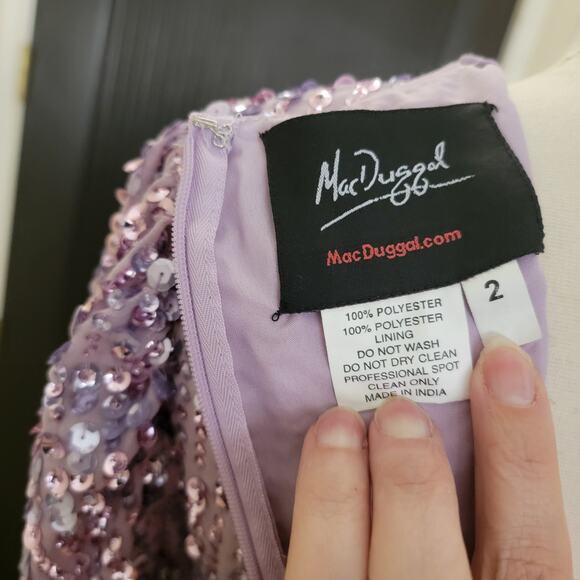 MacDuggal
MacDuggal.com
2
100% POLYESTER
100% POLYESTER
LINING
DO NOT WASH
DO NOT DRY CLEAN
PROFESSIONAL SPOT
CLEAN ONLY
MADE IN INDIA